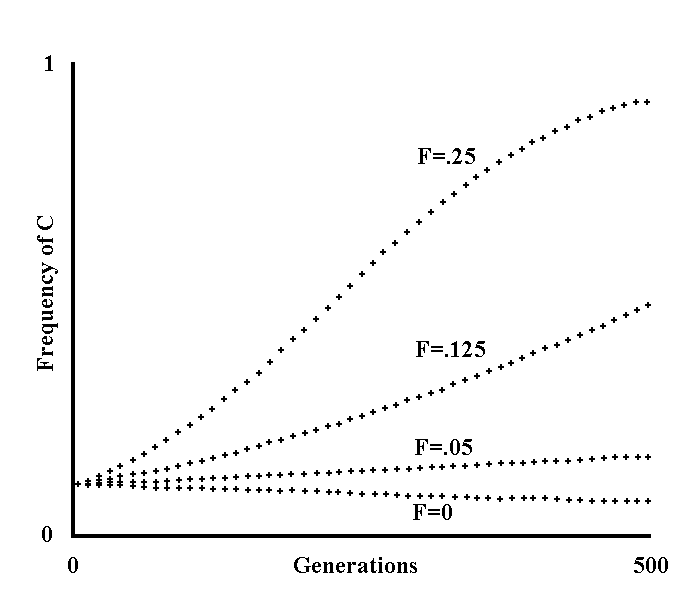 1
F=.25
Frequency of C
F=.125
F=.05
F=0
0
0
Generations
500